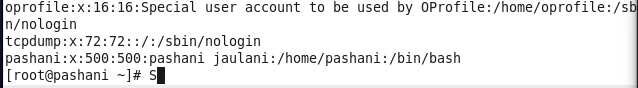 oprofile:x:16:16:Special user account to be used by OProfile:/home/oprofile:/sb
n/nologin
tcpdump:x:72:72::/:/sbin/nologin
pashani:x:500:500:pashani jaulani:/home/pashani:/bin/bash
[root@pashani ~]# S